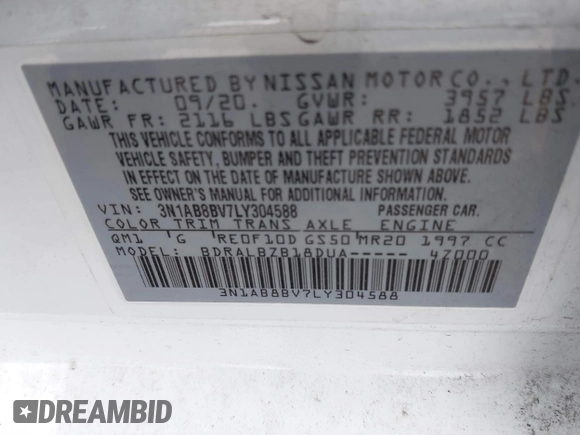 MANUFACTURED BY NISSAN MOTOR CO., LTD.
DATE: 09/20. GVWR: 3957 LBS
GAWR FR: 2116 LBS GAWR RR: 1852 LBS
THIS VEHICLE CONFORMS TO ALL APPLICABLE FEDERAL MOTOR
VEHICLE SAFETY, BUMPER AND THEFT PREVENTION STANDARDS
IN EFFECT ON THE DATE OF MANUFACTURE SHOWN ABOVE.
SEE OWNER'S MANUAL FOR ADDITIONAL INFORMATION.
VIN: 3N1AB8BV7LY304588 PASSENGER CAR.
COLOR TRIM TRANS AXLE ENGINE
QM1 G RE0F10D GS50 MR20 1997 CC
BDRALBZB18DUA----- 4Z000
3N1AB8BV7LY304588
DREAMBID